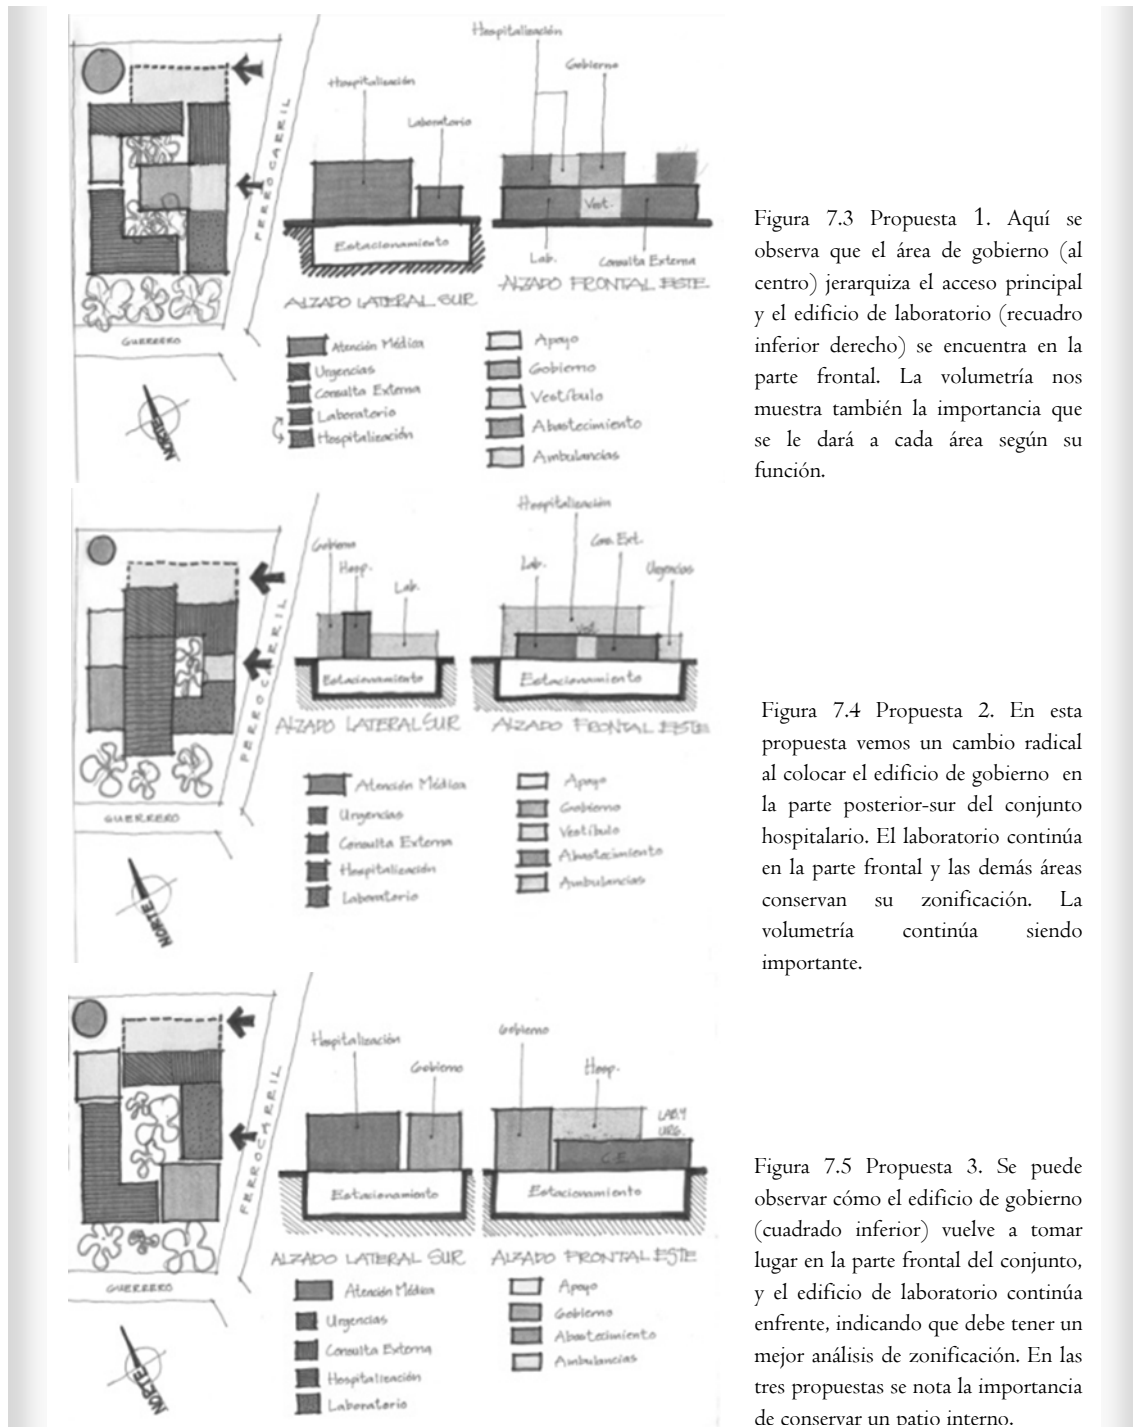 Hospitalización
Gobierno
Hospitalización
Laboratorio
FERROCARRIL
Estacionamiento
Vest.
Lab.
Consulta Externa
ALZADO LATERAL SUR
ALZADO FRONTAL ESTE
GUERRERO
NORTE
Atención Médica
Urgencias
Consulta Externa
Laboratorio
Hospitalización
Apoyo
Gobierno
Vestíbulo
Abastecimiento
Ambulancias
Figura 7.3 Propuesta 1. Aquí se
observa que el área de gobierno (al
centro) jerarquiza el acceso principal
y el edificio de laboratorio (recuadro
inferior derecho) se encuentra en la
parte frontal. La volumetría nos
muestra también la importancia que
se le dará a cada área según su
función.
Hospitalización
Gobierno
Hosp.
Lab.
Lab.
Con. Ext.
Urgencias
FERROCARRIL
Estacionamiento
Estacionamiento
ALZADO LATERAL SUR
ALZADO FRONTAL ESTE
GUERRERO
NORTE
Atención Médica
Urgencias
Consulta Externa
Hospitalización
Laboratorio
Apoyo
Gobierno
Vestíbulo
Abastecimiento
Ambulancias
Figura 7.4 Propuesta 2. En esta
propuesta vemos un cambio radical
al colocar el edificio de gobierno en
la parte posterior-sur del conjunto
hospitalario. El laboratorio continúa
en la parte frontal y las demás áreas
conservan su zonificación. La
volumetría continúa siendo
importante.
Hospitalización
Gobierno
Gobierno
Hosp.
LAB. Y
URG.
C.E.
FERROCARRIL
Estacionamiento
Estacionamiento
ALZADO LATERAL SUR
ALZADO FRONTAL ESTE
GUERRERO
NORTE
Atención Médica
Urgencias
Consulta Externa
Hospitalización
Laboratorio
Apoyo
Gobierno
Abastecimiento
Ambulancias
Figura 7.5 Propuesta 3. Se puede
observar cómo el edificio de gobierno
(cuadrado inferior) vuelve a tomar
lugar en la parte frontal del conjunto,
y el edificio de laboratorio continúa
enfrente, indicando que debe tener un
mejor análisis de zonificación. En las
tres propuestas se nota la importancia
de conservar un patio interno.